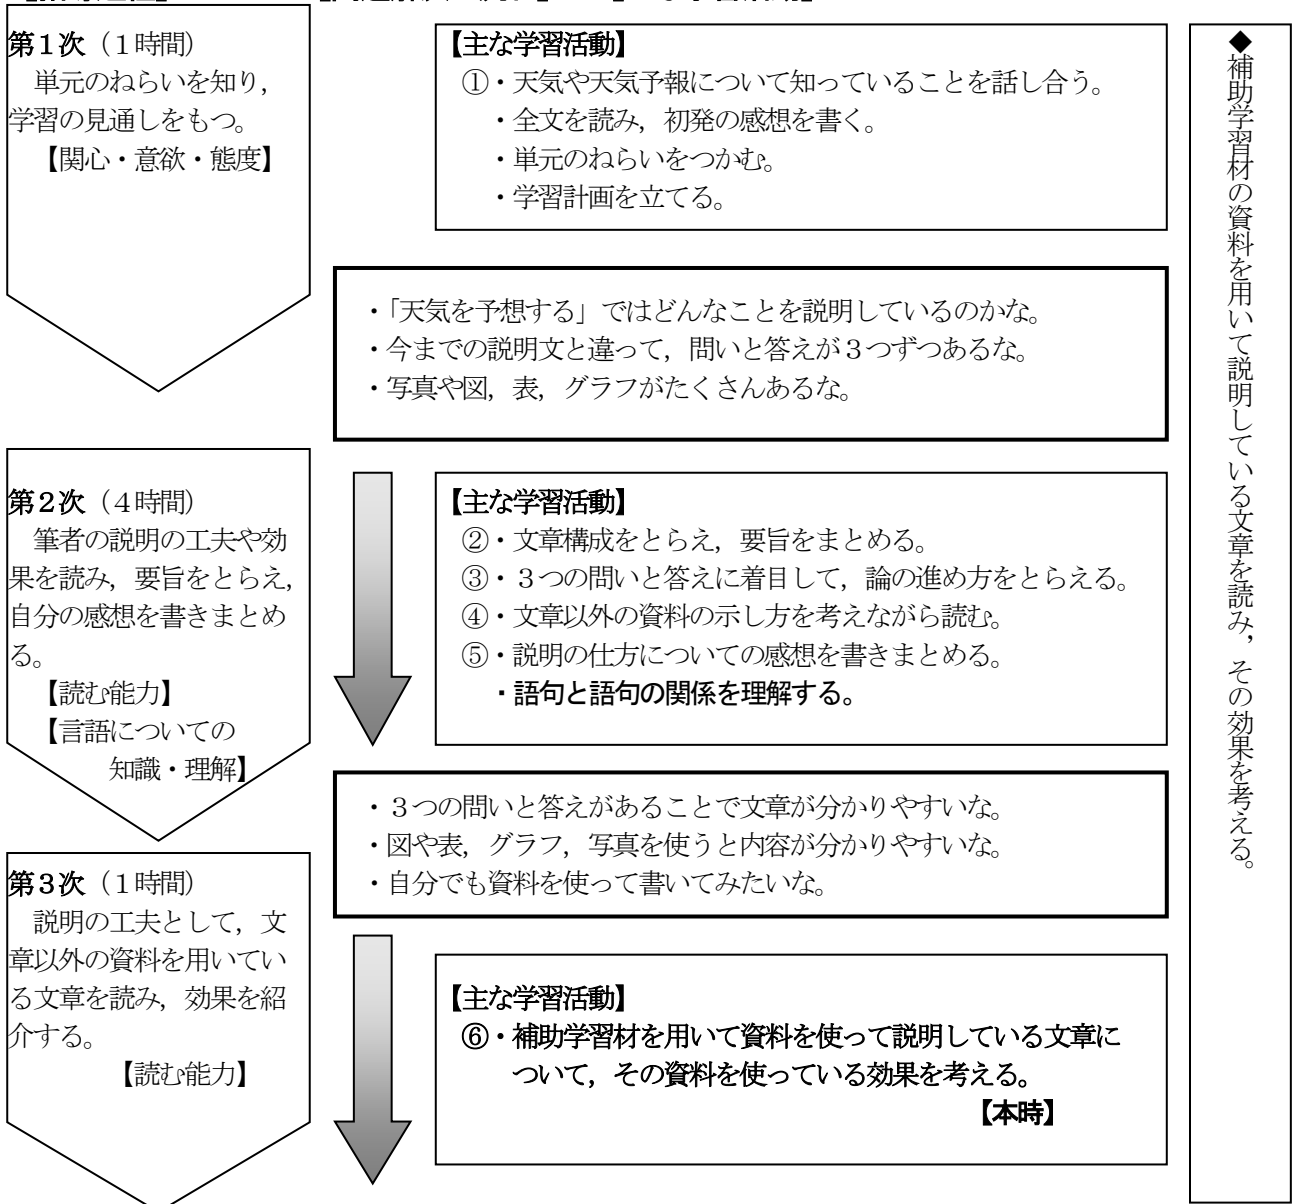 第1次（1時間）
単元のねらいを知り，
学習の見通しをもつ。
【関心・意欲・態度】
【主な学習活動】
①・天気や天気予報について知っていることを話し合う。
・全文を読み，初発の感想を書く。
・単元のねらいをつかむ。
・学習計画を立てる。
・「天気を予想する」ではどんなことを説明しているのかな。
・今までの説明文と違って，問いと答えが３つずつあるな。
・写真や図，表，グラフがたくさんあるな。
第２次（４時間）
筆者の説明の工夫や効
果を読み，要旨をとらえ，
自分の感想を書きまとめ
る。
【読む能力】
【言語についての
知識・理解】
【主な学習活動】
②・文章構成をとらえ，要旨をまとめる。
③・３つの問いと答えに着目して，論の進め方をとらえる。
④・文章以外の資料の示し方を考えながら読む。
⑤・説明の仕方についての感想を書きまとめる。
・語句と語句の関係を理解する。
・３つの問いと答えがあることで文章が分かりやすいな。
・図や表，グラフ，写真を使うと内容が分かりやすいな。
・自分でも資料を使って書いてみたいな。
第３次（１時間）
説明の工夫として，文
章以外の資料を用いてい
る文章を読み，効果を紹
介する。
【読む能力】
【主な学習活動】
⑥・補助学習材を用いて資料を使って説明している文章に
ついて，その資料を使っている効果を考える。
【本時】
◆補助学習材の資料を用いて説明している文章を読み，その効果を考える。